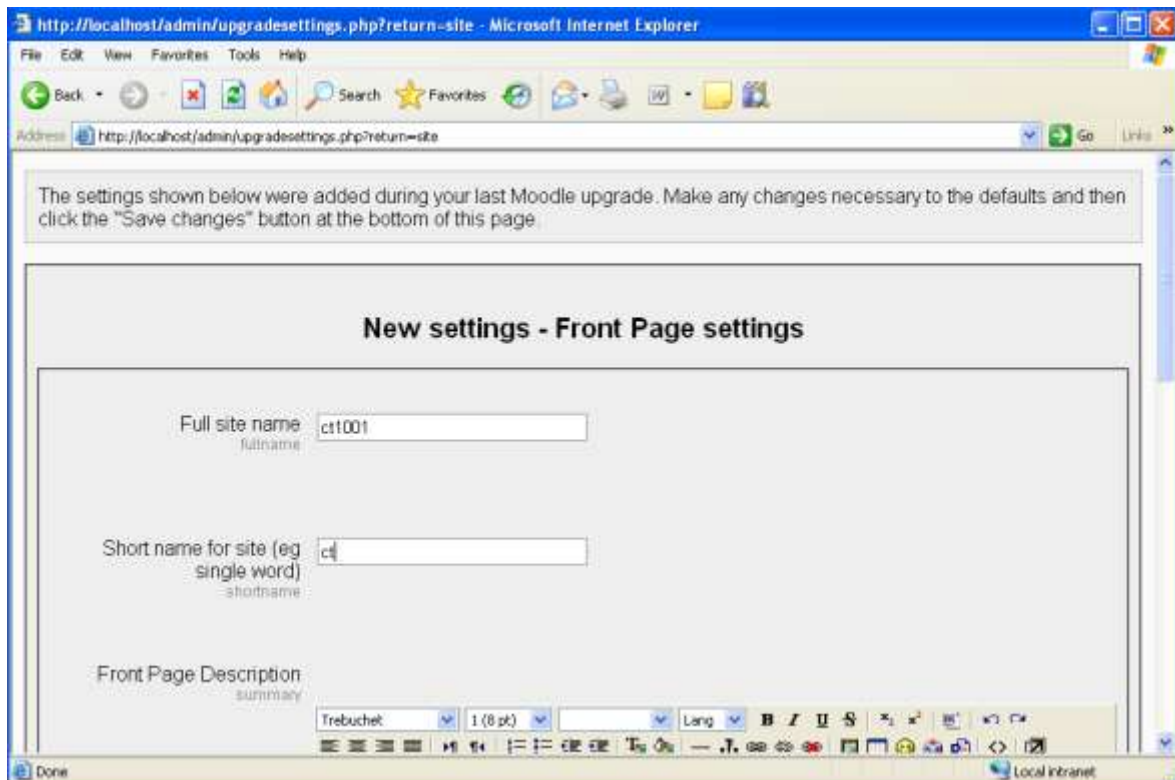 http://localhost/admin/upgradesettings.php?return=site - Microsoft Internet Explorer
File Edit View Favorites Tools Help
Back Search Favorites
Address http://localhost/admin/upgradesettings.php?return=site Go Links »
The settings shown below were added during your last Moodle upgrade. Make any changes necessary to the defaults and then
click the "Save changes" button at the bottom of this page.
New settings - Front Page settings
Full site name ct1001
fullname
Short name for site (eg ct
single word)
shortname
Front Page Description
summary
Trebuchet 1 (8 pt) Lang B I U S
Done Local intranet